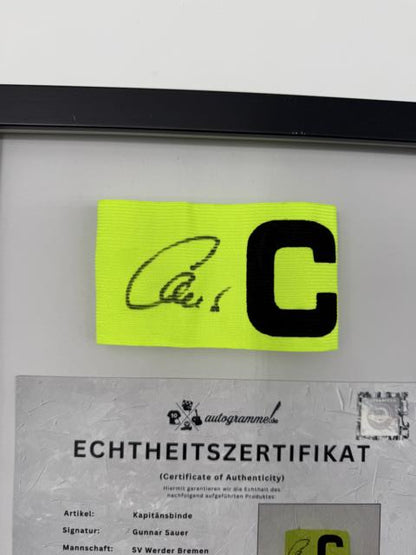 C
autogramme.de
ECHTHEITSZERTIFIKAT
(Certificate of Authenticity)
Hiermit garantieren wir die Echtheit des
nachfolgend aufgeführten Produktes:
Artikel: Kapitänsbinde
Signatur: Gunnar Sauer
Mannschaft: SV Werder Bremen
C